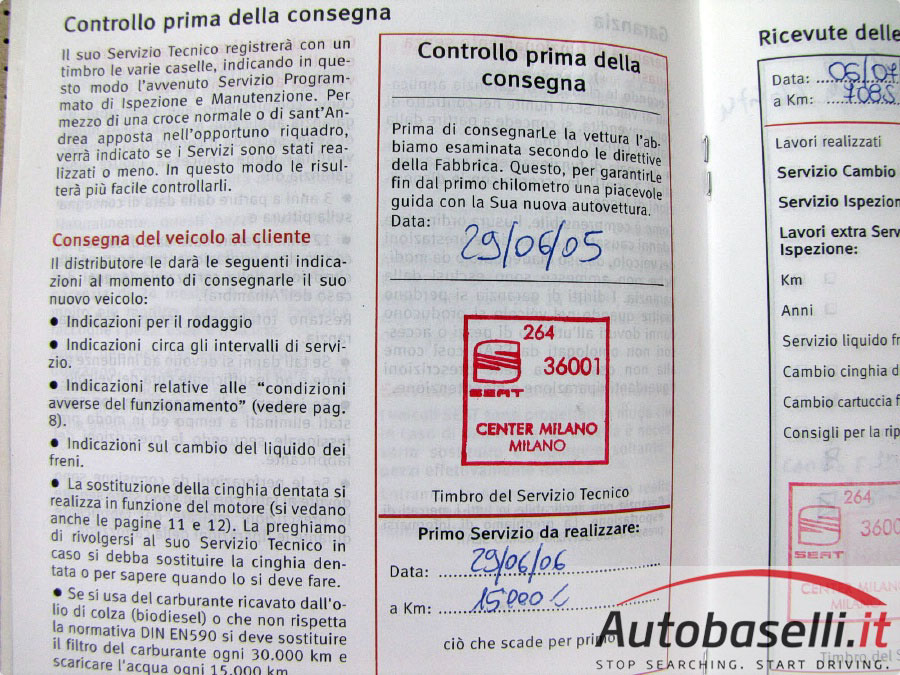 Controllo prima della consegna
Il suo Servizio Tecnico registrerà con un
timbro le varie caselle, indicando in que-
sto modo l'avvenuto Servizio Program-
mato di Ispezione e Manutenzione. Per
mezzo di una croce normale o di sant'An-
drea apposta nell'opportuno riquadro,
verrà indicato se i Servizi sono stati rea-
lizzati o meno. In questo modo le risul-
terà più facile controllarli.
Consegna del veicolo al cliente
Il distributore le darà le seguenti indica-
zioni al momento di consegnarle il suo
nuovo veicolo:
● Indicazioni per il rodaggio
● Indicazioni circa gli intervalli di servi-
zio.
● Indicazioni relative alle “condizioni
avverse del funzionamento” (vedere pag.
8).
● Indicazioni sul cambio del liquido dei
freni.
● La sostituzione della cinghia dentata si
realizza in funzione del motore (si vedano
anche le pagine 11 e 12). La preghiamo
di rivolgersi al suo Servizio Tecnico in
caso si debba sostituire la cinghia den-
tata o per sapere quando lo si deve fare.
● Se si usa del carburante ricavato dall'o-
lio di colza (biodiesel) o che non rispetta
la normativa DIN EN590 si deve sostituire
il filtro del carburante ogni 30.000 km e
scaricare l'acqua ogni 15.000 km.
Controllo prima della
consegna
Prima di consegnarLe la vettura l'ab-
biamo esaminata secondo le direttive
della Fabbrica. Questo, per garantirLe
fin dal primo chilometro una piacevole
guida con la Sua nuova autovettura.
Data:
29/06/05
264
36001
SEAT
CENTER MILANO
MILANO
Timbro del Servizio Tecnico
Primo Servizio da realizzare:
Data: 29/06/06
a Km: 15000
ciò che scade per primo
Ricevute delle
Data: 06/07
a Km: 7085
Lavori realizzati
Servizio Cambio
Servizio Ispezion
Lavori extra Serv
Ispezione:
Km
Anni
Servizio liquido fr
Cambio cinghia d
Cambio cartuccia f
Consigli per la rip
264
3600
SEAT
CENTER MILAN
MILA
Timbro del S
Autobaselli.it
STOP SEARCHING. START DRIVING.